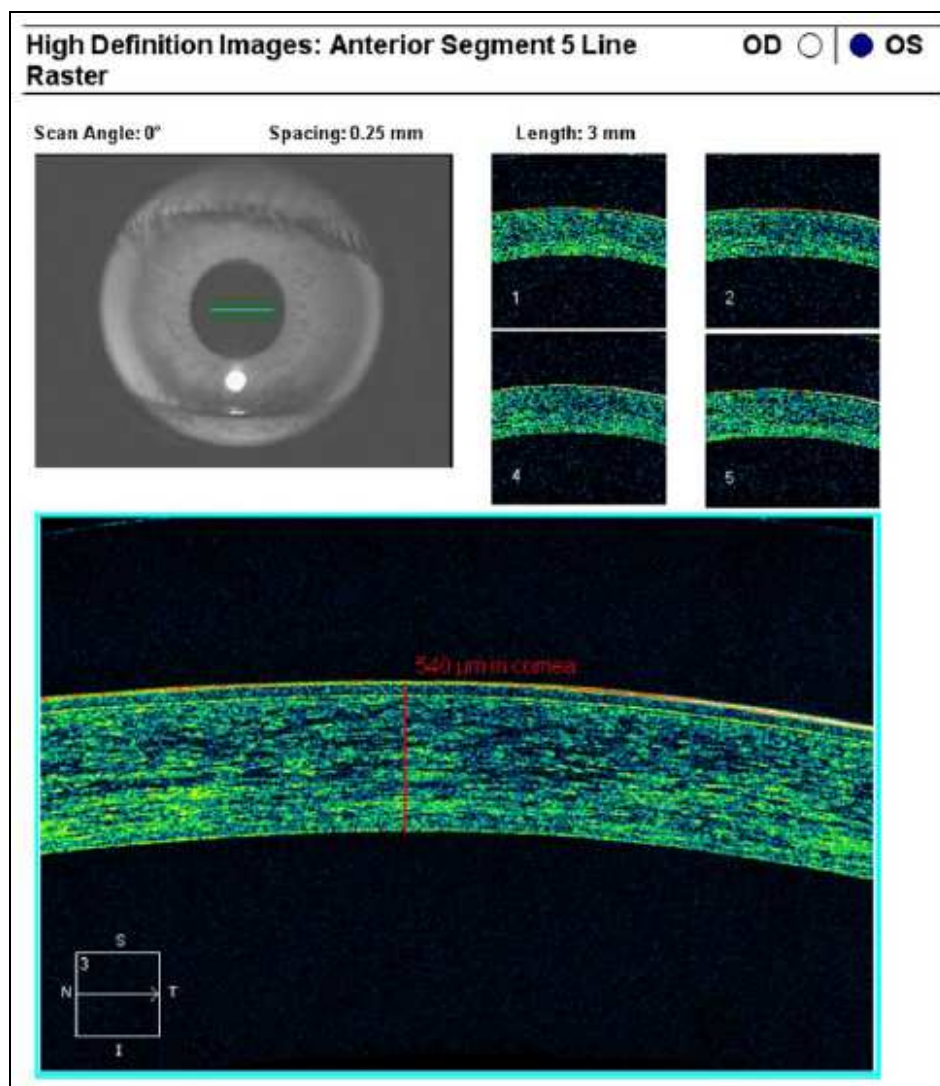 High Definition Images: Anterior Segment 5 Line
Raster
OD OS
Scan Angle: 0°
Spacing: 0.25 mm
Length: 3 mm
1
2
4
5
540 µm in cornea
S
3
N
T
I